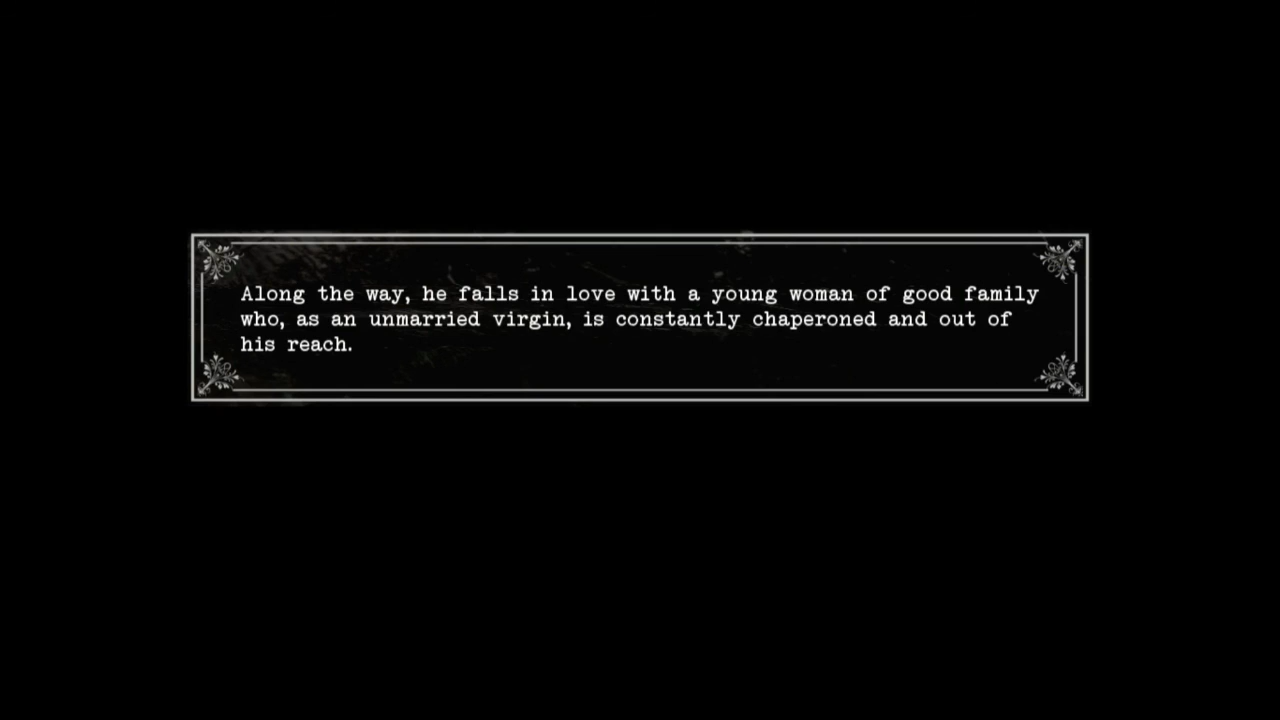 Along the way, he falls in love with a young woman of good family
who, as an unmarried virgin, is constantly chaperoned and out of
his reach.